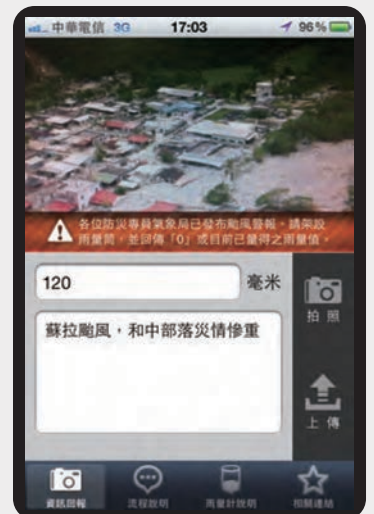 中華電信 3G 17:03 96%
各位防災專員氣象局已發布颱風警報，請架設
雨量筒，並回傳「0」或目前已量得之雨量值。
120 毫米
拍照
蘇拉颱風，和中部落災情慘重
上傳
資訊回報 流程說明 雨量計說明 相關連結